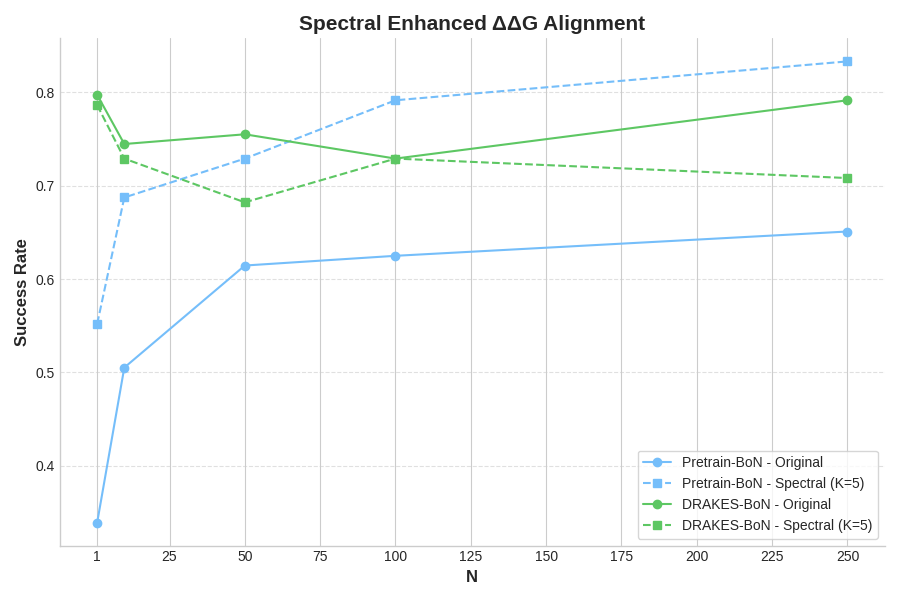 Spectral Enhanced ΔΔG Alignment
Success Rate
0.8
0.7
0.6
0.5
0.4
1 25 50 75 100 125 150 175 200 225 250
N
Pretrain-BoN - Original
Pretrain-BoN - Spectral (K=5)
DRAKES-BoN - Original
DRAKES-BoN - Spectral (K=5)